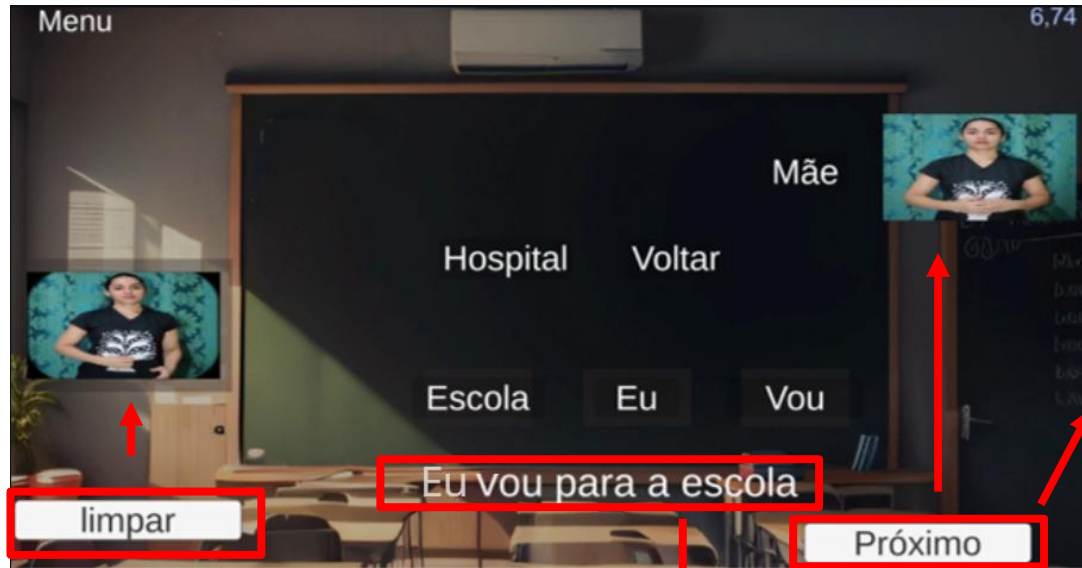 Menu
6,74
Mãe
Hospital Voltar
Escola Eu Vou
Eu vou para a escola
limpar
Próximo